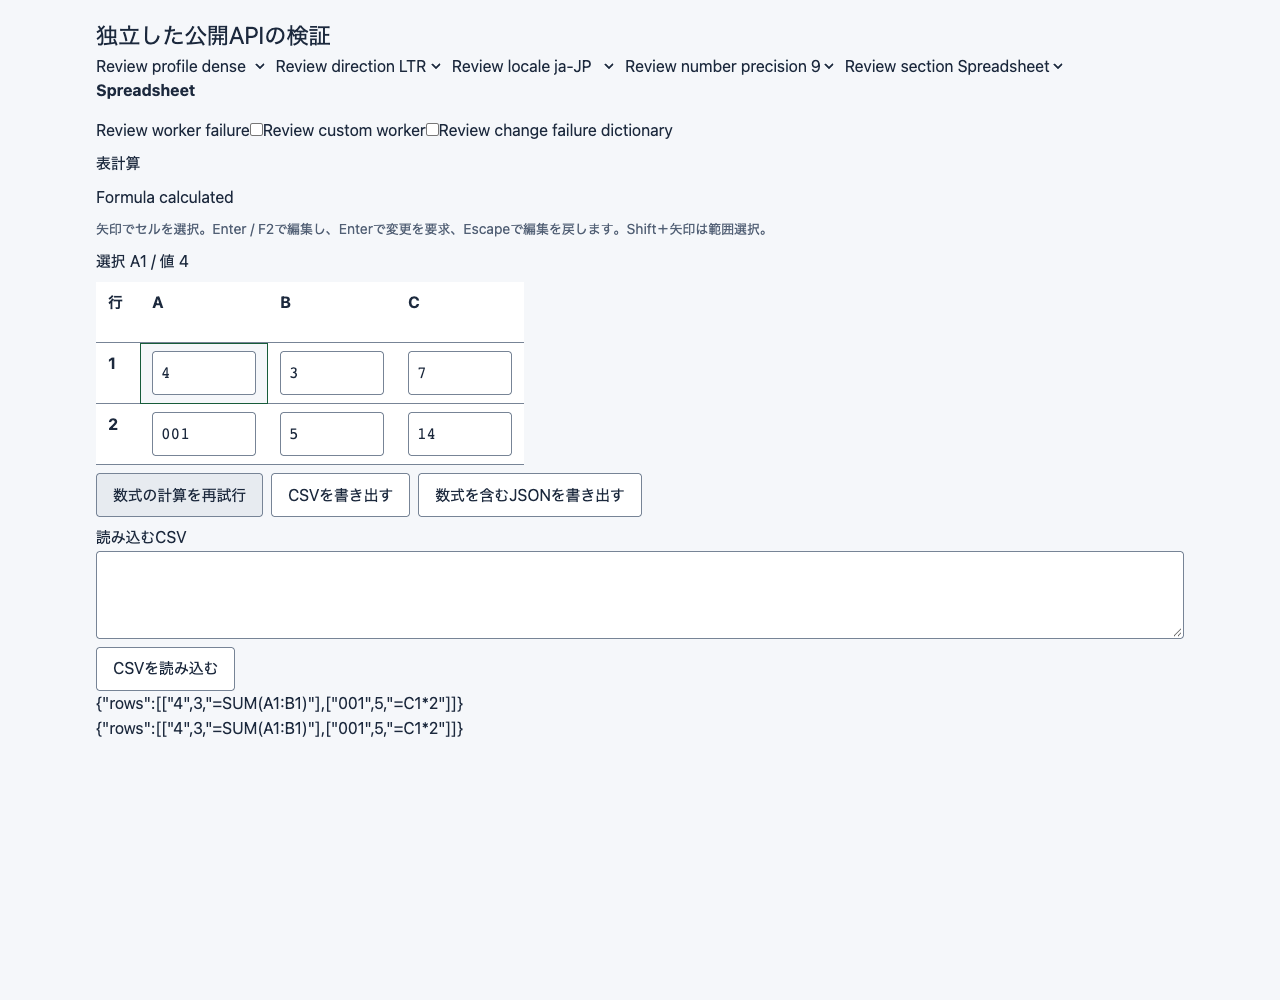 独立した公開APIの検証
Review profile dense Review direction LTR Review locale ja-JP Review number precision 9 Review section Spreadsheet
Spreadsheet
Review worker failure Review custom worker Review change failure dictionary
表計算
Formula calculated
矢印でセルを選択。Enter / F2で編集し、Enterで変更を要求、Escapeで編集を戻します。Shift＋矢印は範囲選択。
選択 A1 / 値 4
行 A B C
1 4 3 7
2 001 5 14
数式の計算を再試行 CSVを書き出す 数式を含むJSONを書き出す
読み込むCSV
CSVを読み込む
{"rows":[["4",3,"=SUM(A1:B1)"],["001",5,"=C1*2"]]}
{"rows":[["4",3,"=SUM(A1:B1)"],["001",5,"=C1*2"]]}